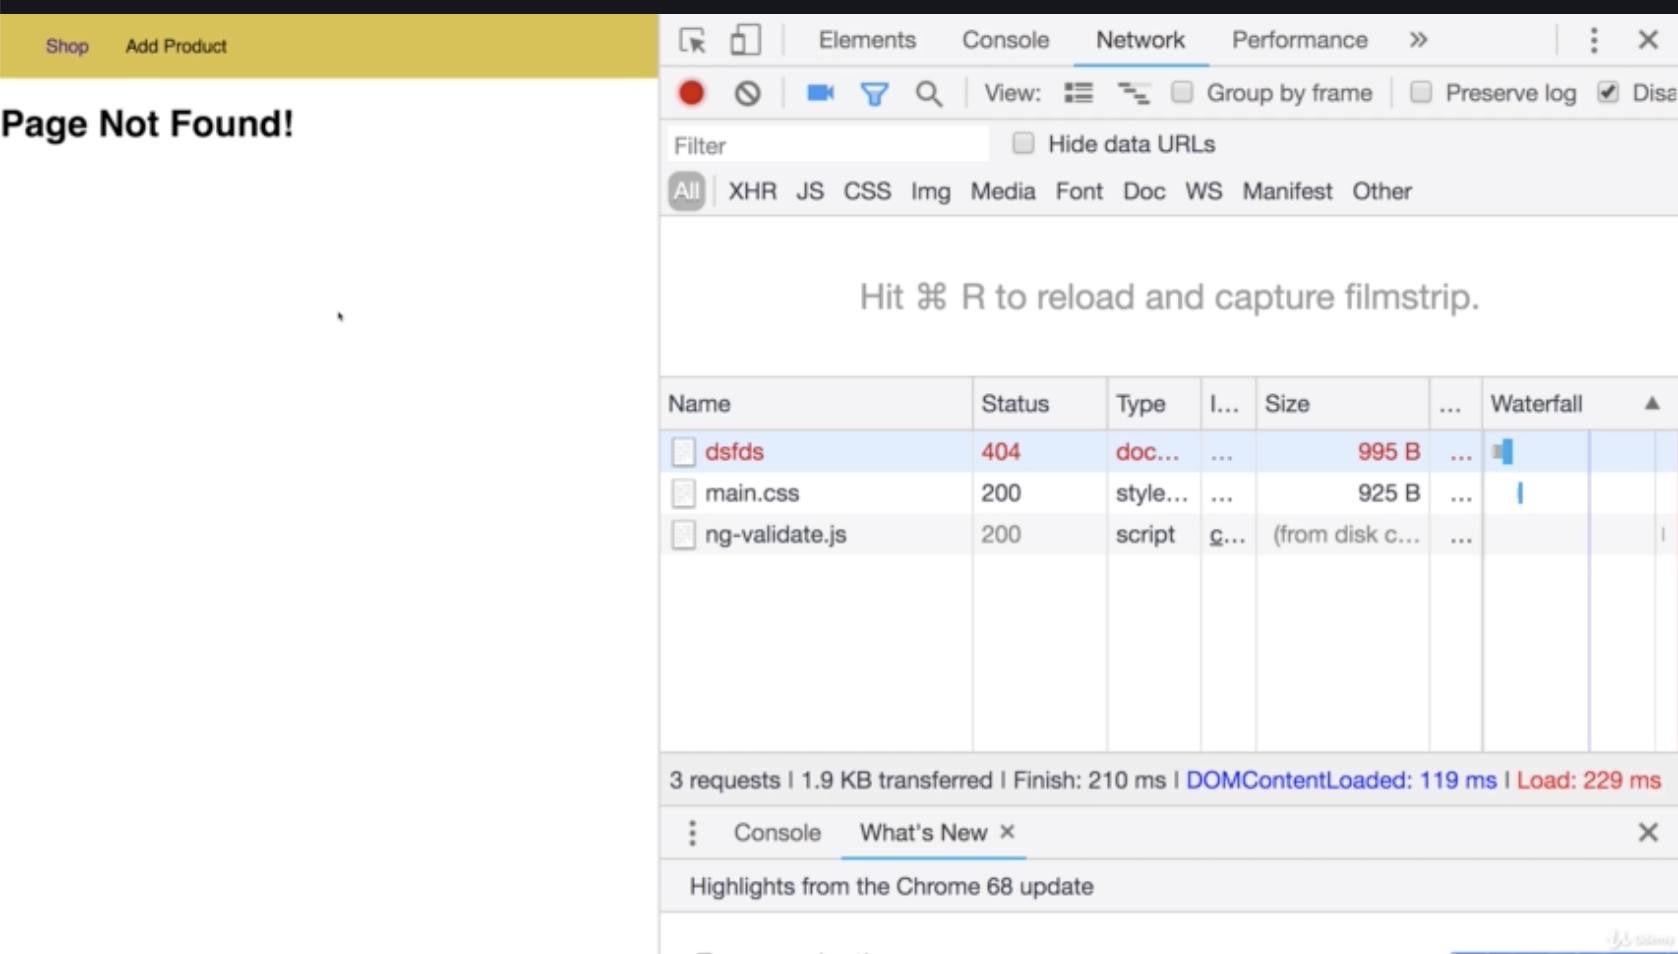 Shop Add Product
Page Not Found!
Elements Console Network Performance »
View: Group by frame Preserve log Disa
Filter Hide data URLs
All XHR JS CSS Img Media Font Doc WS Manifest Other
Hit ⌘ R to reload and capture filmstrip.
Name Status Type I... Size ... Waterfall ▲
dsfds 404 doc... ... 995 B ...
main.css 200 style... ... 925 B ...
ng-validate.js 200 script c... (from disk c... ...
3 requests | 1.9 KB transferred | Finish: 210 ms | DOMContentLoaded: 119 ms | Load: 229 ms
Console What's New ×
Highlights from the Chrome 68 update
Udemy